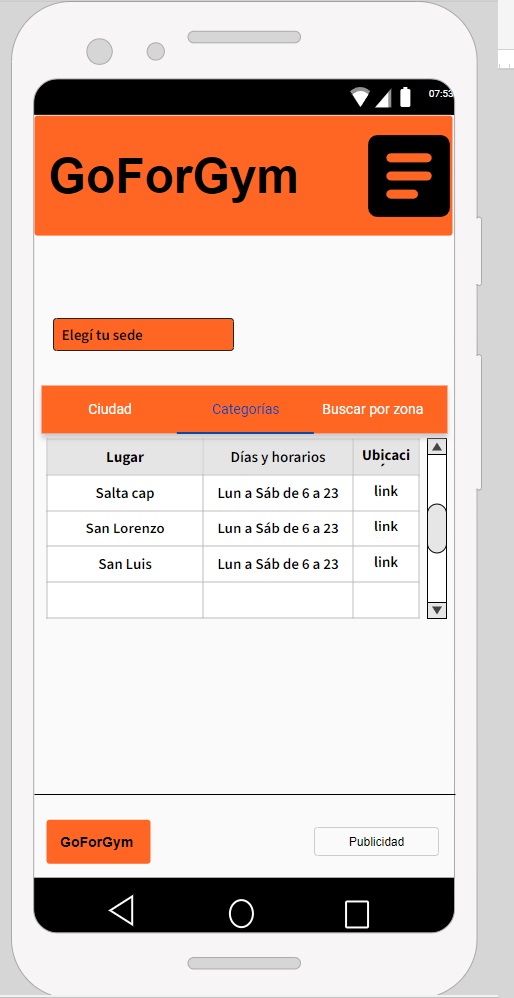 07:53
GoForGym
Elegí tu sede
Ciudad Categorías Buscar por zona
Lugar Días y horarios Ubicaci
Salta cap Lun a Sáb de 6 a 23 link
San Lorenzo Lun a Sáb de 6 a 23 link
San Luis Lun a Sáb de 6 a 23 link
GoForGym Publicidad